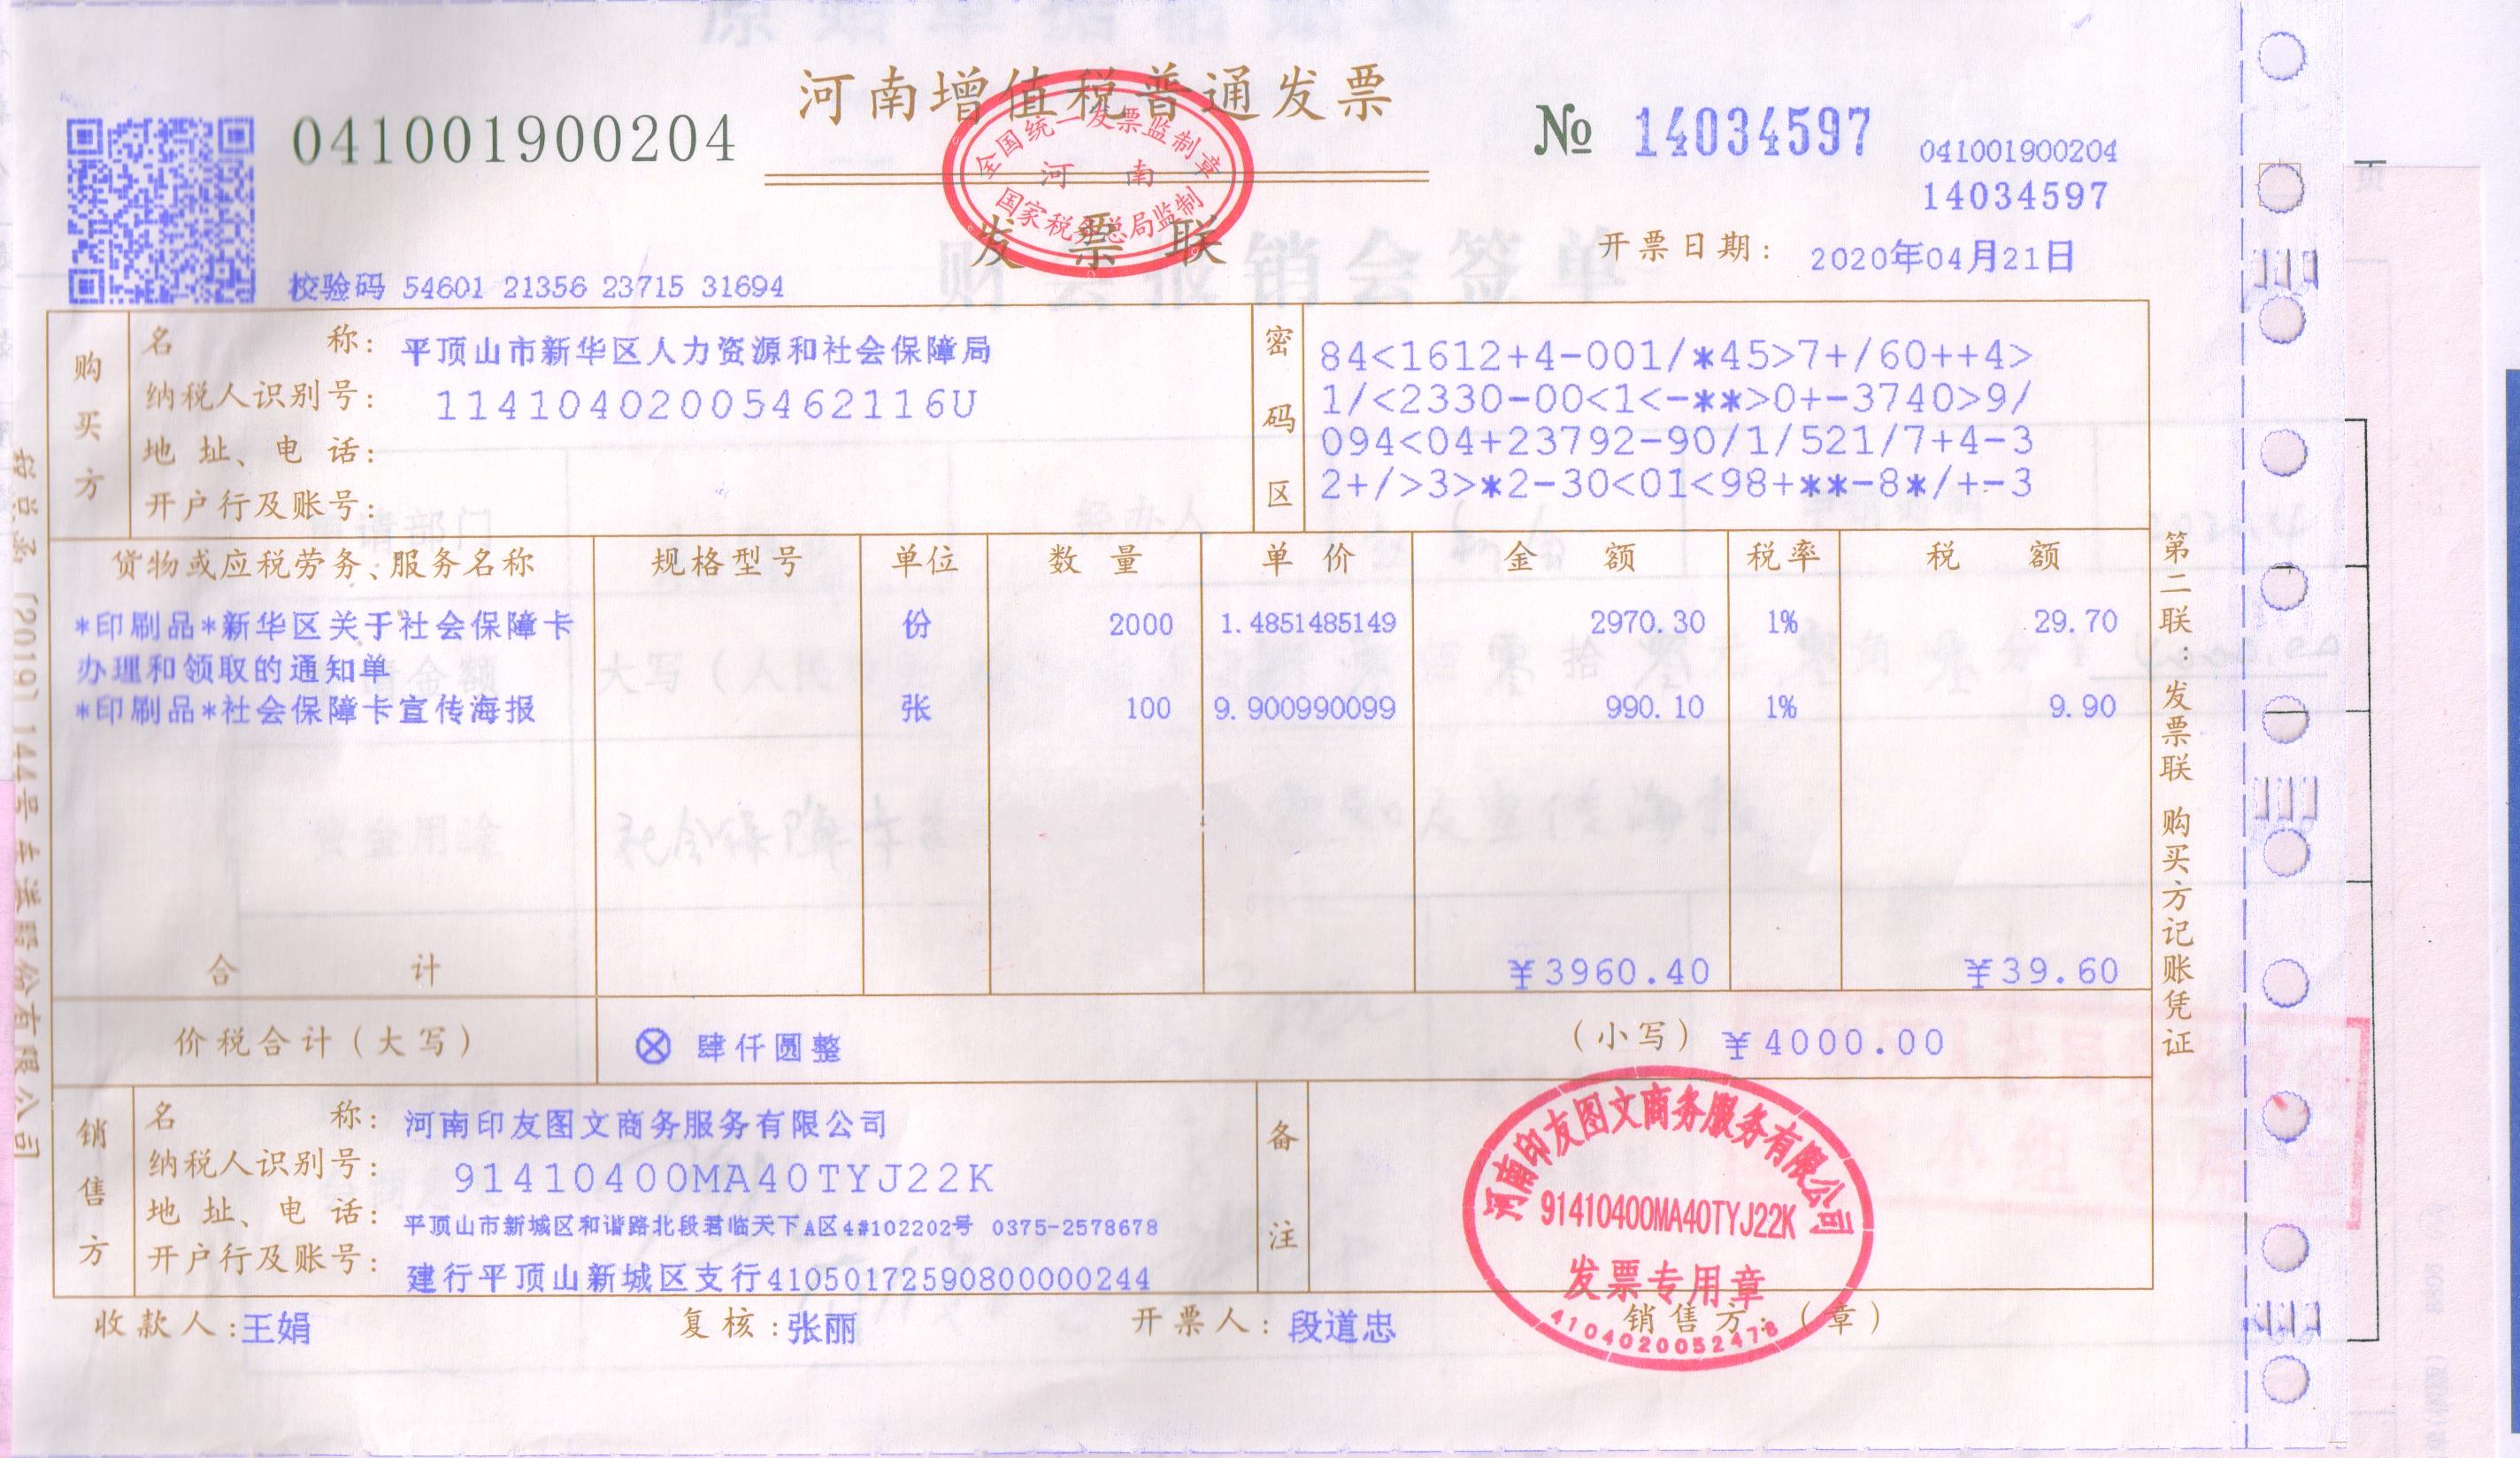 河南增值税普通发票
041001900204
№ 14034597
041001900204
14034597
全国统一发票监制章
河 南
国家税务总局监制
发票联
开票日期: 2020年04月21日
校验码 54601 21356 23715 31694
购买方
名 称: 平顶山市新华区人力资源和社会保障局
纳税人识别号: 11410402005462116U
地 址、电 话:
开户行及账号:
密码区
84<1612+4-001/*45>7+/60++4>
1/<2330-00<1<-**>0+-3740>9/
094<04+23792-90/1/521/7+4-3
2+/>3>*2-30<01<98+**-8*/+-3
货物或应税劳务、服务名称 规格型号 单位 数 量 单 价 金 额 税率 税 额
*印刷品*新华区关于社会保障卡 份 2000 1.4851485149 2970.30 1% 29.70
办理和领取的通知单
*印刷品*社会保障卡宣传海报 张 100 9.900990099 990.10 1% 9.90
合 计 ¥3960.40 ¥39.60
价税合计(大写) ⊗ 肆仟圆整 (小写) ¥4000.00
销售方
名 称: 河南印友图文商务服务有限公司
纳税人识别号: 91410400MA40TYJ22K
地 址、电 话: 平顶山市新城区和谐路北段君临天下A区4#102202号 0375-2578678
开户行及账号: 建行平顶山新城区支行41050172590800000244
备注
河南印友图文商务服务有限公司
91410400MA40TYJ22K
发票专用章
4104020052478
收款人:王娟 复核:张丽 开票人:段道忠 销售方:(章)
第二联:发票联 购买方记账凭证